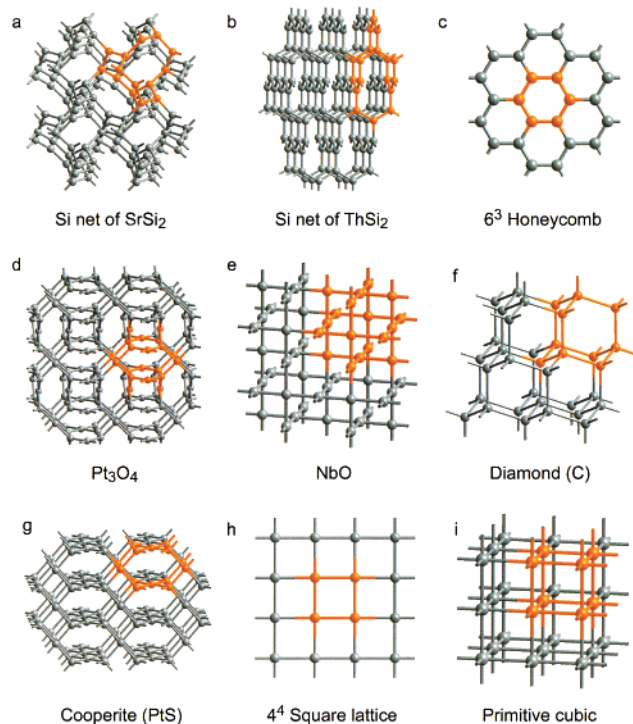 a
b
c
Si net of SrSi₂
Si net of ThSi₂
6³ Honeycomb
d
e
f
Pt₃O₄
NbO
Diamond (C)
g
h
i
Cooperite (PtS)
4⁴ Square lattice
Primitive cubic